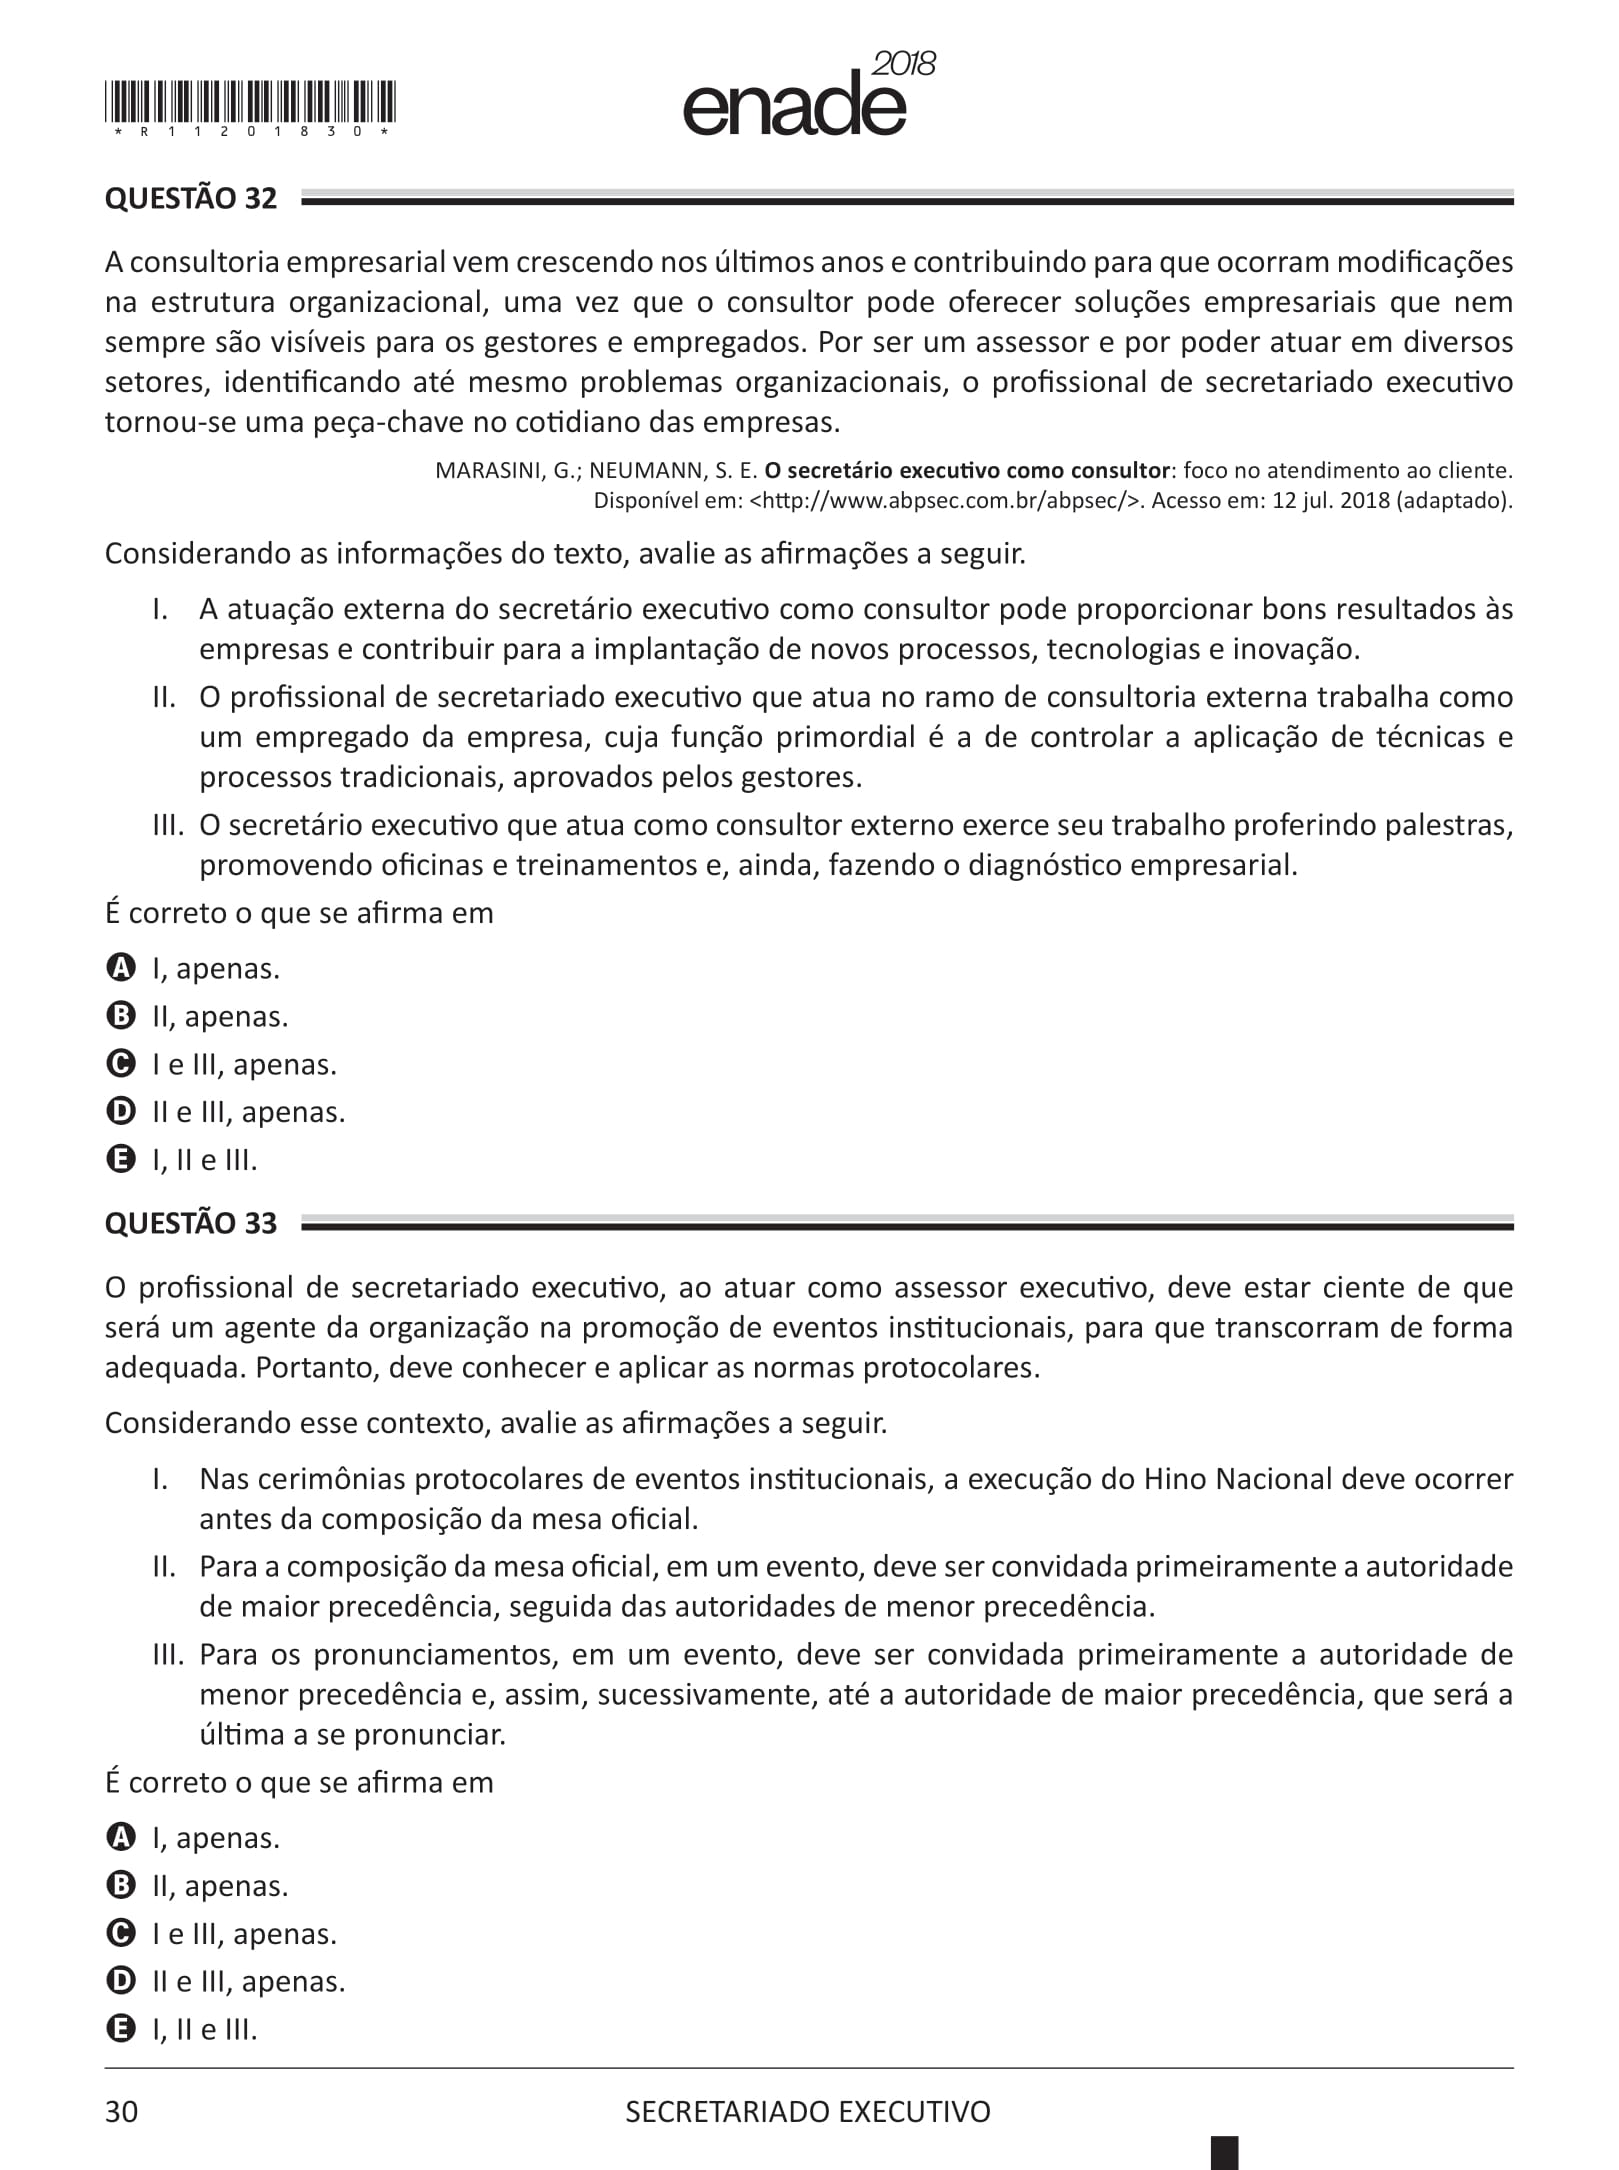 enade2018
*R11201830*
QUESTÃO 32
A consultoria empresarial vem crescendo nos últimos anos e contribuindo para que ocorram modificações
na estrutura organizacional, uma vez que o consultor pode oferecer soluções empresariais que nem
sempre são visíveis para os gestores e empregados. Por ser um assessor e por poder atuar em diversos
setores, identificando até mesmo problemas organizacionais, o profissional de secretariado executivo
tornou-se uma peça-chave no cotidiano das empresas.
MARASINI, G.; NEUMANN, S. E. O secretário executivo como consultor: foco no atendimento ao cliente.
Disponível em: <http://www.abpsec.com.br/abpsec/>. Acesso em: 12 jul. 2018 (adaptado).
Considerando as informações do texto, avalie as afirmações a seguir.
I. A atuação externa do secretário executivo como consultor pode proporcionar bons resultados às
empresas e contribuir para a implantação de novos processos, tecnologias e inovação.
II. O profissional de secretariado executivo que atua no ramo de consultoria externa trabalha como
um empregado da empresa, cuja função primordial é a de controlar a aplicação de técnicas e
processos tradicionais, aprovados pelos gestores.
III. O secretário executivo que atua como consultor externo exerce seu trabalho proferindo palestras,
promovendo oficinas e treinamentos e, ainda, fazendo o diagnóstico empresarial.
É correto o que se afirma em
A I, apenas.
B II, apenas.
C I e III, apenas.
D II e III, apenas.
E I, II e III.
QUESTÃO 33
O profissional de secretariado executivo, ao atuar como assessor executivo, deve estar ciente de que
será um agente da organização na promoção de eventos institucionais, para que transcorram de forma
adequada. Portanto, deve conhecer e aplicar as normas protocolares.
Considerando esse contexto, avalie as afirmações a seguir.
I. Nas cerimônias protocolares de eventos institucionais, a execução do Hino Nacional deve ocorrer
antes da composição da mesa oficial.
II. Para a composição da mesa oficial, em um evento, deve ser convidada primeiramente a autoridade
de maior precedência, seguida das autoridades de menor precedência.
III. Para os pronunciamentos, em um evento, deve ser convidada primeiramente a autoridade de
menor precedência e, assim, sucessivamente, até a autoridade de maior precedência, que será a
última a se pronunciar.
É correto o que se afirma em
A I, apenas.
B II, apenas.
C I e III, apenas.
D II e III, apenas.
E I, II e III.
30
SECRETARIADO EXECUTIVO